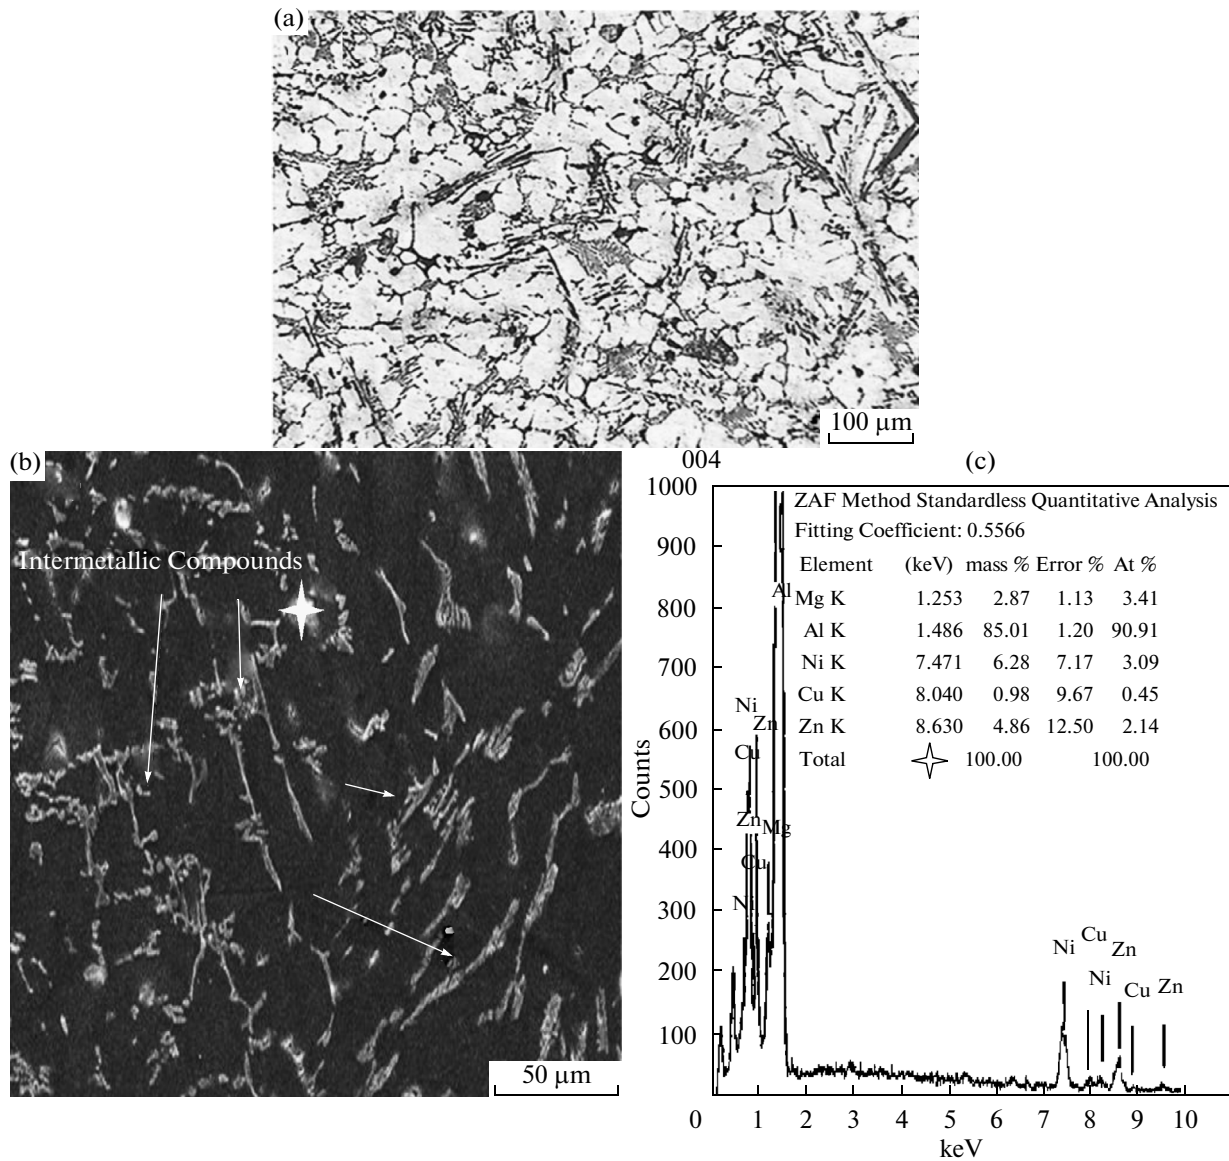 (a)
100 µm
(b)
Intermetallic Compounds
50 µm
004
(c)
ZAF Method Standardless Quantitative Analysis
Fitting Coefficient: 0.5566
Element (keV) mass % Error % At %
Mg K 1.253 2.87 1.13 3.41
Al K 1.486 85.01 1.20 90.91
Ni K 7.471 6.28 7.17 3.09
Cu K 8.040 0.98 9.67 0.45
Zn K 8.630 4.86 12.50 2.14
Total 100.00 100.00
1000
900
800
700
600
500
400
300
200
100
Counts
Al
Ni
Zn
Cu
Zn
Mg
Cu
Ni
Ni
Cu
Zn
Ni
Cu
Zn
0 1 2 3 4 5 6 7 8 9 10
keV